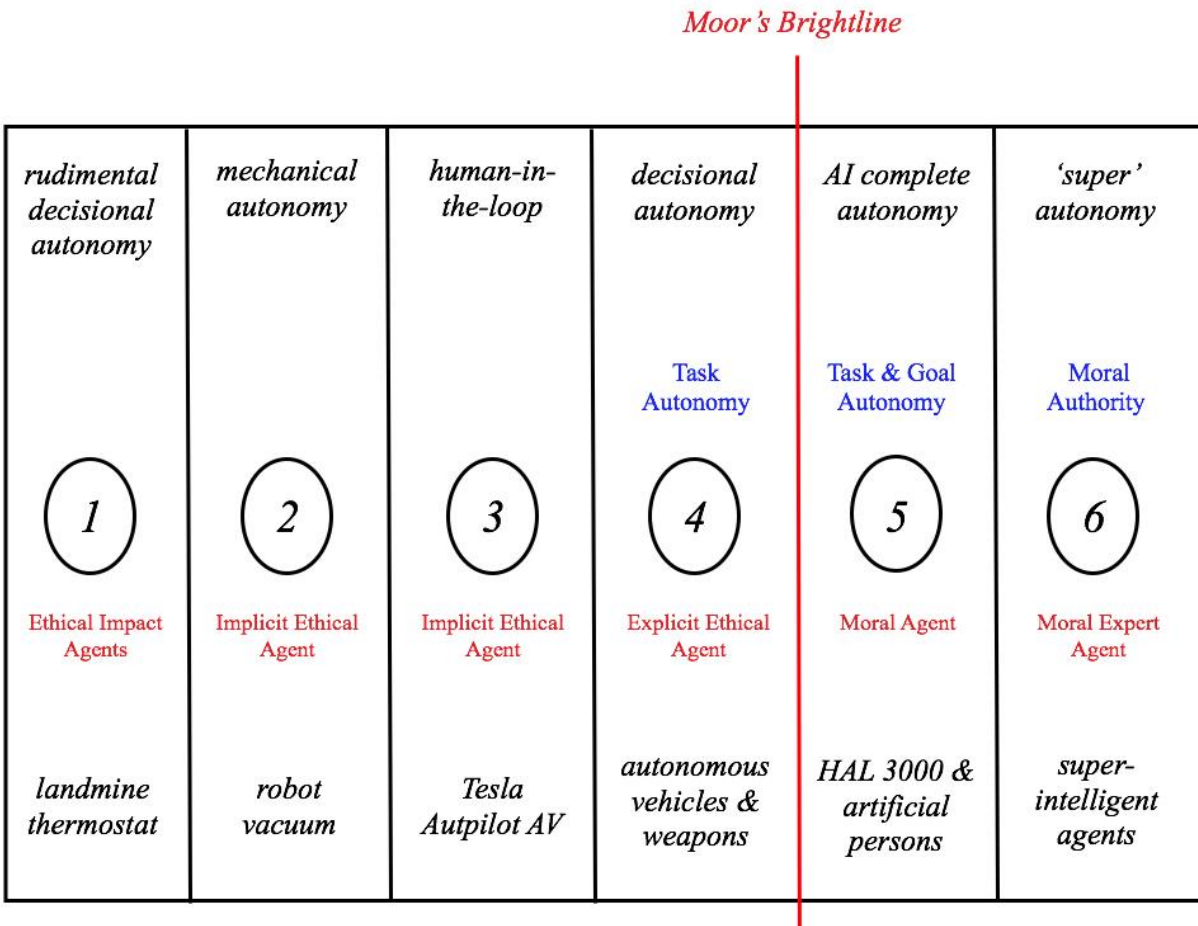 Moor's Brightline
rudimental
decisional
autonomy
mechanical
autonomy
human-in-
the-loop
decisional
autonomy
AI complete
autonomy
‘super’
autonomy
Task
Autonomy
Task & Goal
Autonomy
Moral
Authority
1
2
3
4
5
6
Ethical Impact
Agents
Implicit Ethical
Agent
Implicit Ethical
Agent
Explicit Ethical
Agent
Moral Agent
Moral Expert
Agent
landmine
thermostat
robot
vacuum
Tesla
Autpilot AV
autonomous
vehicles &
weapons
HAL 3000 &
artificial
persons
super-
intelligent
agents